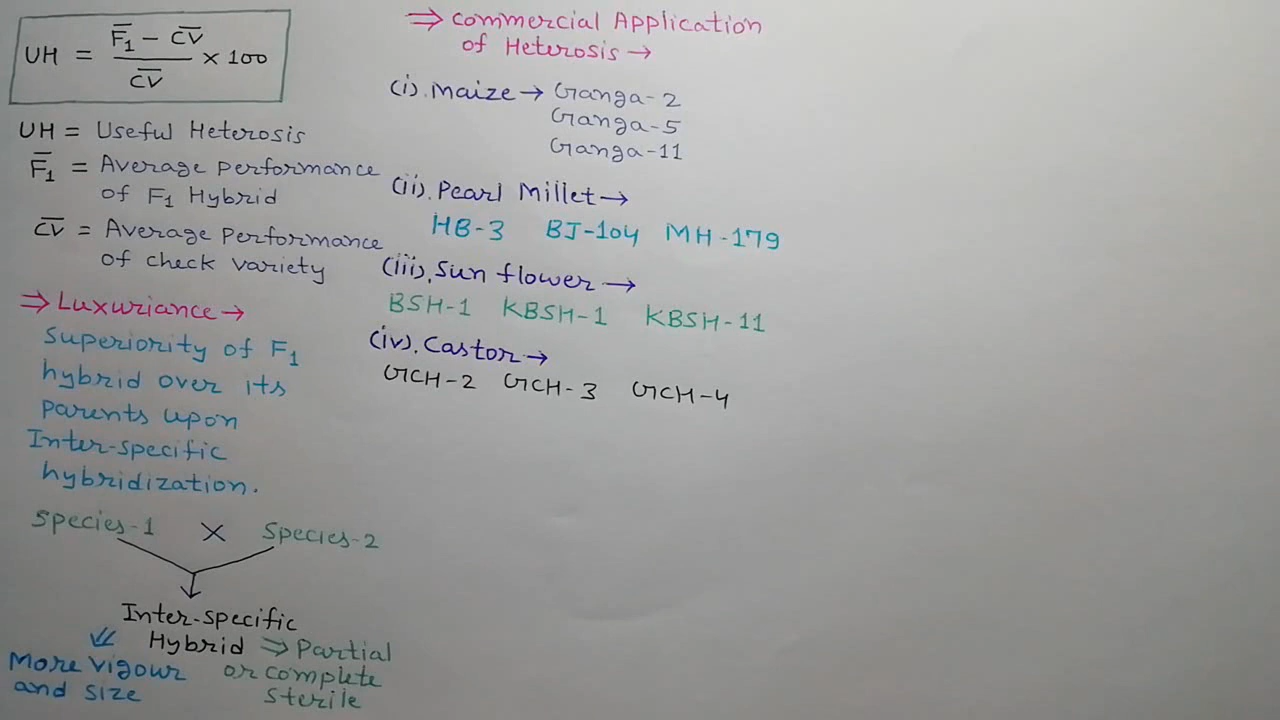 UH = F̅₁ - C̅V̅ / C̅V̅ × 100
UH = Useful Heterosis
F̅₁ = Average performance
of F₁ Hybrid
C̅V̅ = Average performance
of check variety
⇒ Luxuriance →
Superiority of F₁
hybrid over its
parents upon
Inter-specific
hybridization.
Species-1 X Species-2
Inter-specific
Hybrid ⇒ Partial
or complete
sterile
More vigour
and size
⇒ Commercial Application
of Heterosis →
(i). Maize → Ganga-2
Ganga-5
Ganga-11
(ii). Pearl Millet →
HB-3 BJ-104 MH-179
(iii). Sun flower →
BSH-1 KBSH-1 KBSH-11
(iv). Castor →
GCH-2 GCH-3 GCH-4